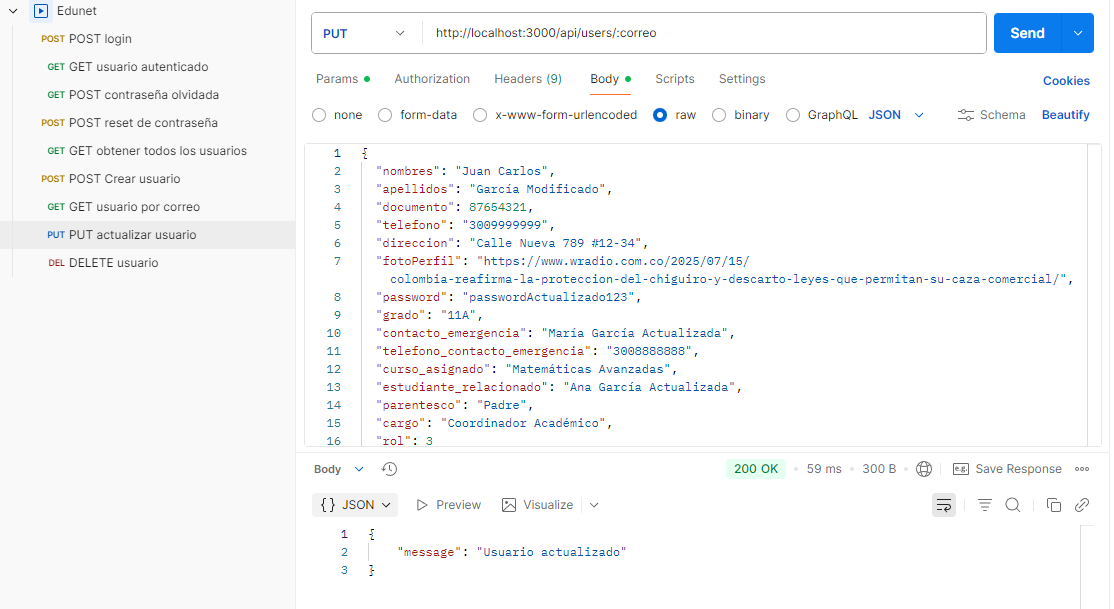 Edunet
POST POST login
GET GET usuario autenticado
GET POST contraseña olvidada
POST POST reset de contraseña
GET GET obtener todos los usuarios
POST POST Crear usuario
GET GET usuario por correo
PUT PUT actualizar usuario
DEL DELETE usuario
PUT http://localhost:3000/api/users/:correo Send
Params Authorization Headers (9) Body Scripts Settings Cookies
none form-data x-www-form-urlencoded raw binary GraphQL JSON Schema Beautify
1 {
2 "nombres": "Juan Carlos",
3 "apellidos": "García Modificado",
4 "documento": 87654321,
5 "telefono": "3009999999",
6 "direccion": "Calle Nueva 789 #12-34",
7 "fotoPerfil": "https://www.wradio.com.co/2025/07/15/
colombia-reafirma-la-proteccion-del-chiguiro-y-descarto-leyes-que-permitan-su-caza-comercial/",
8 "password": "passwordActualizado123",
9 "grado": "11A",
10 "contacto_emergencia": "María García Actualizada",
11 "telefono_contacto_emergencia": "3008888888",
12 "curso_asignado": "Matemáticas Avanzadas",
13 "estudiante_relacionado": "Ana García Actualizada",
14 "parentesco": "Padre",
15 "cargo": "Coordinador Académico",
16 "rol": 3
Body 200 OK • 59 ms • 300 B • e.g. Save Response
{} JSON Preview Visualize
1 {
2 "message": "Usuario actualizado"
3 }